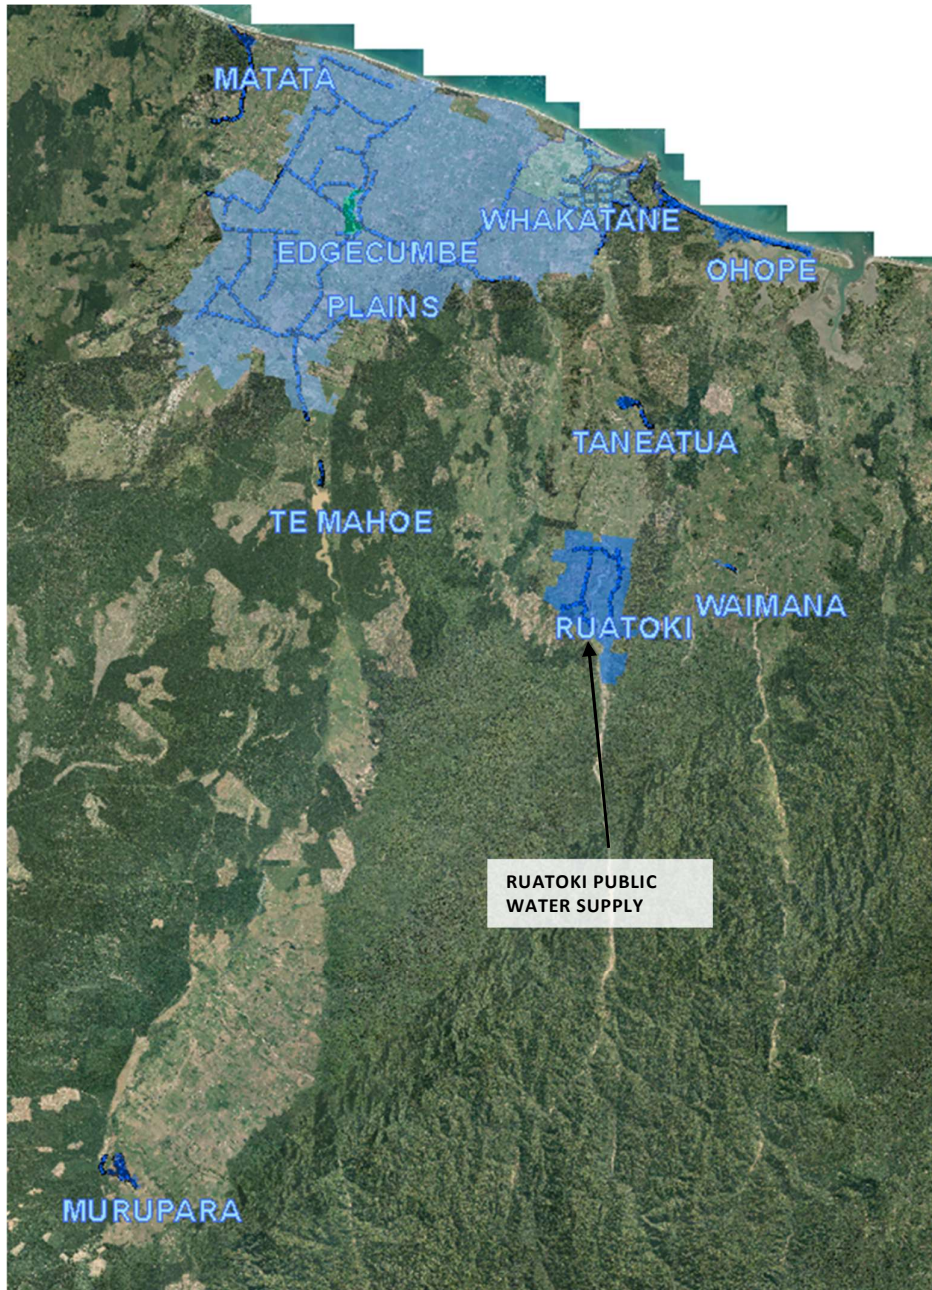 MATATA
WHAKATANE
EDGECUMBE
OHOPE
PLAINS
TANEATUA
TE MAHOE
WAIMANA
RUATOKI
RUATOKI PUBLIC
WATER SUPPLY
MURUPARA